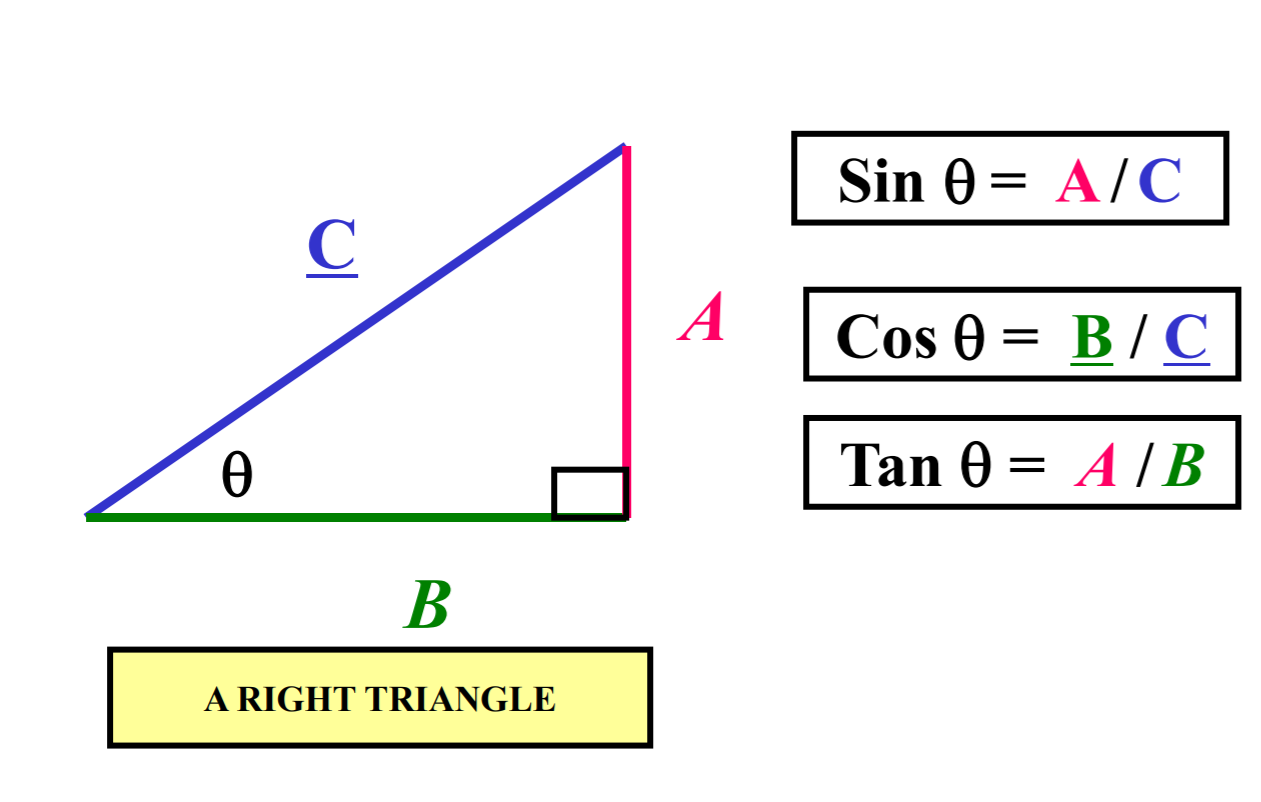 C
A
θ
B
A RIGHT TRIANGLE
Sin θ = A / C
Cos θ = B / C
Tan θ = A / B